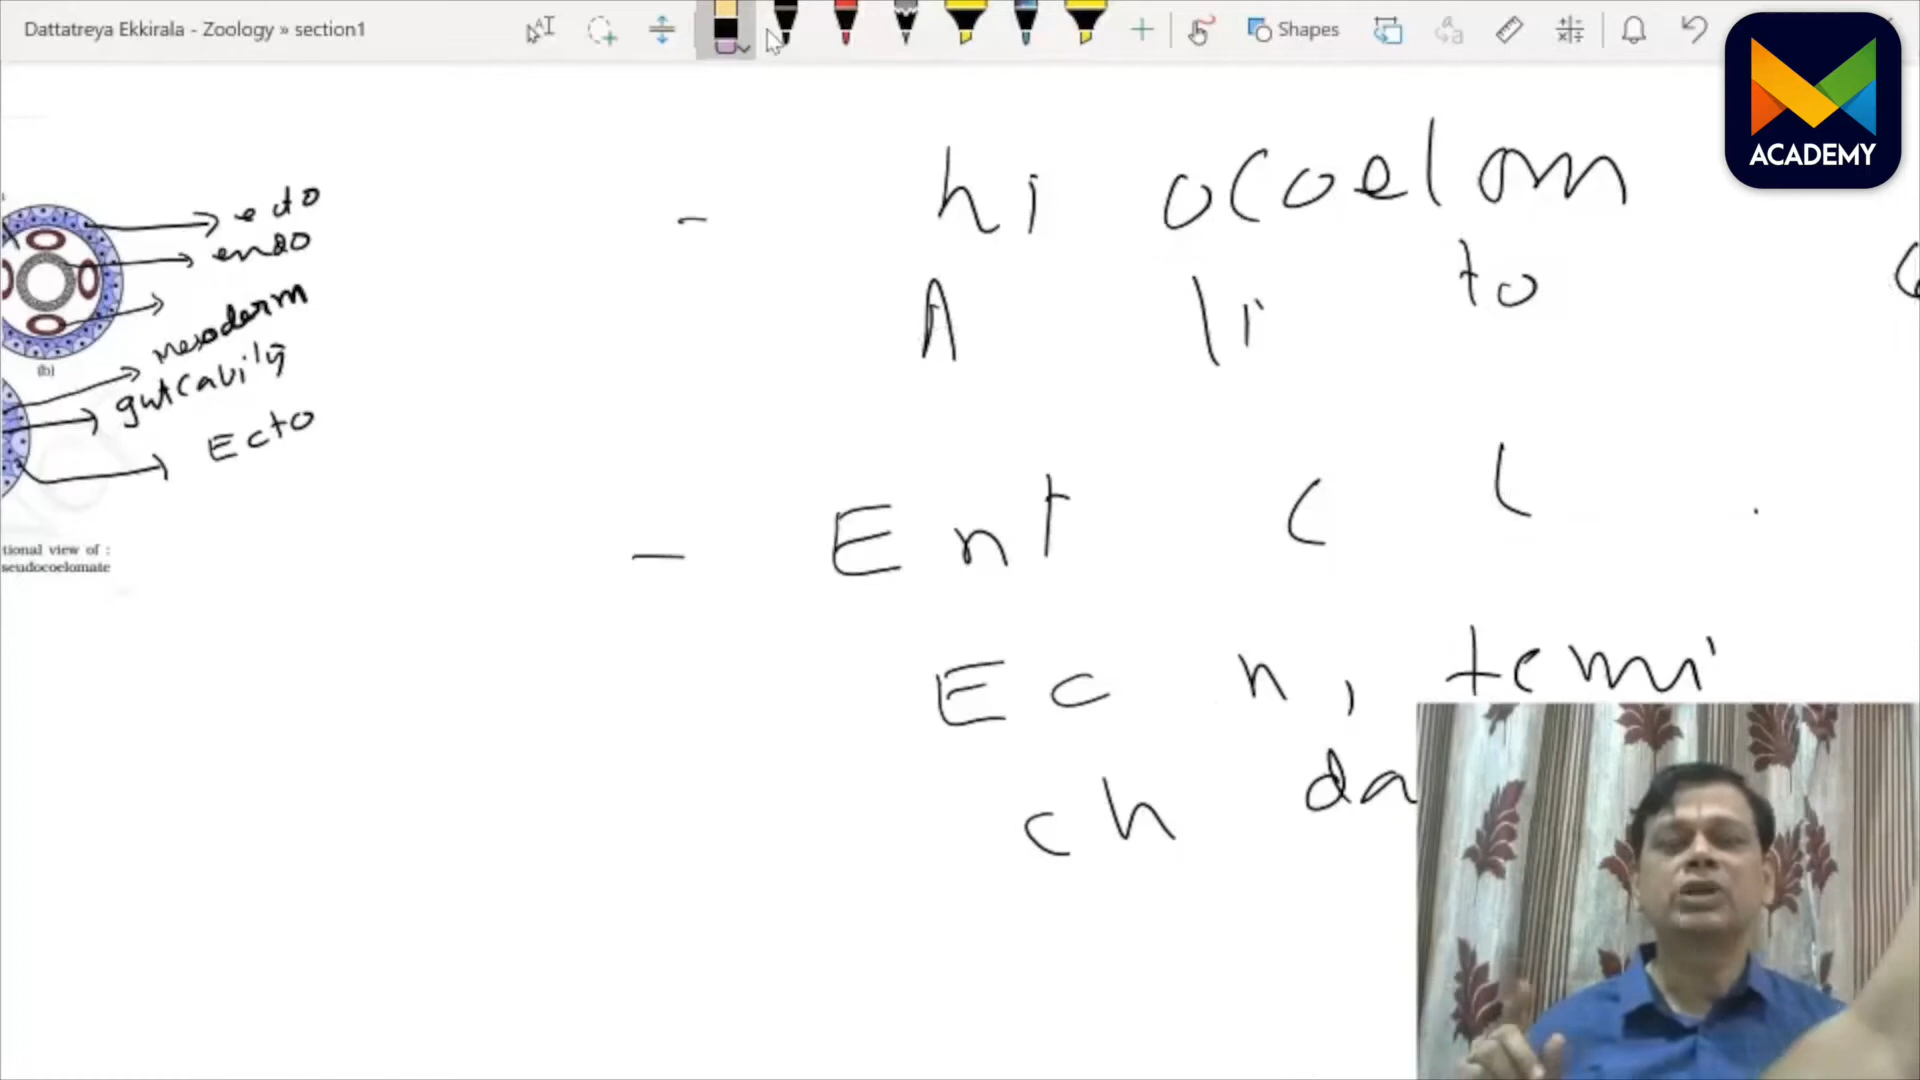 Dattatreya Ekkirala - Zoology » section1
Shapes
ACADEMY
ecto
endo
mesoderm
(b)
gutcavity
Ecto
tional view of :
seudocoelomate
- hi ocoelom
A li to
- Ent c l .
Ec n, temi
ch da